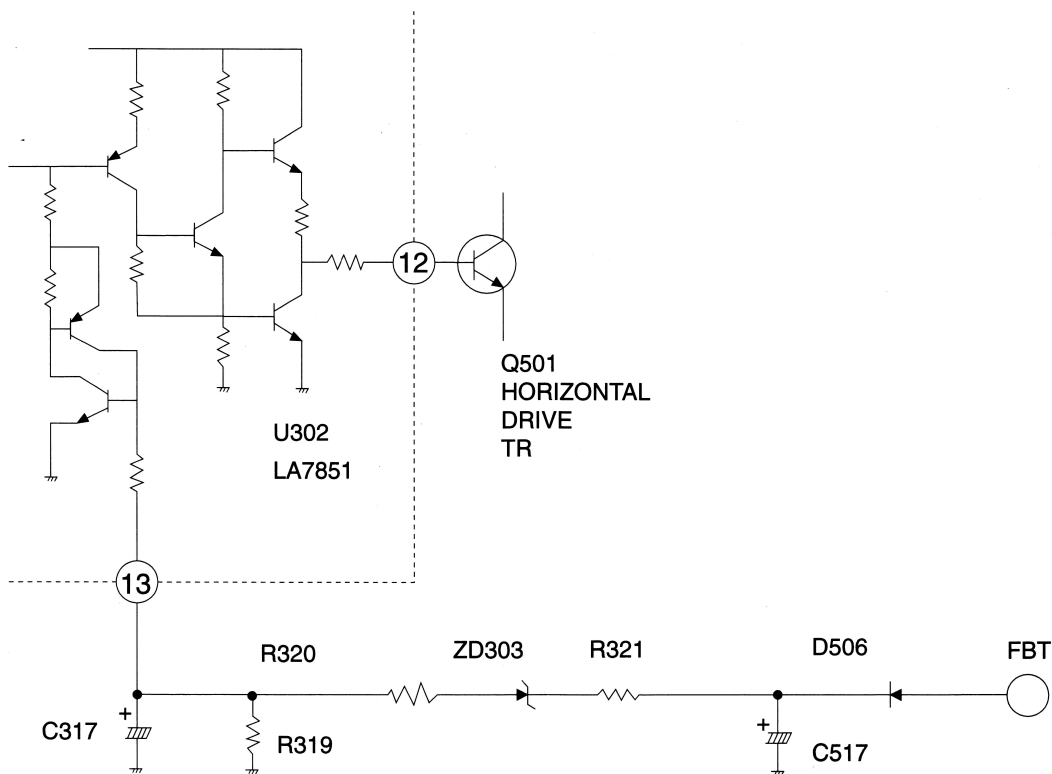 12
Q501
HORIZONTAL
DRIVE
TR
U302
LA7851
13
R320
ZD303
R321
D506
FBT
+
C317
R319
+
C517